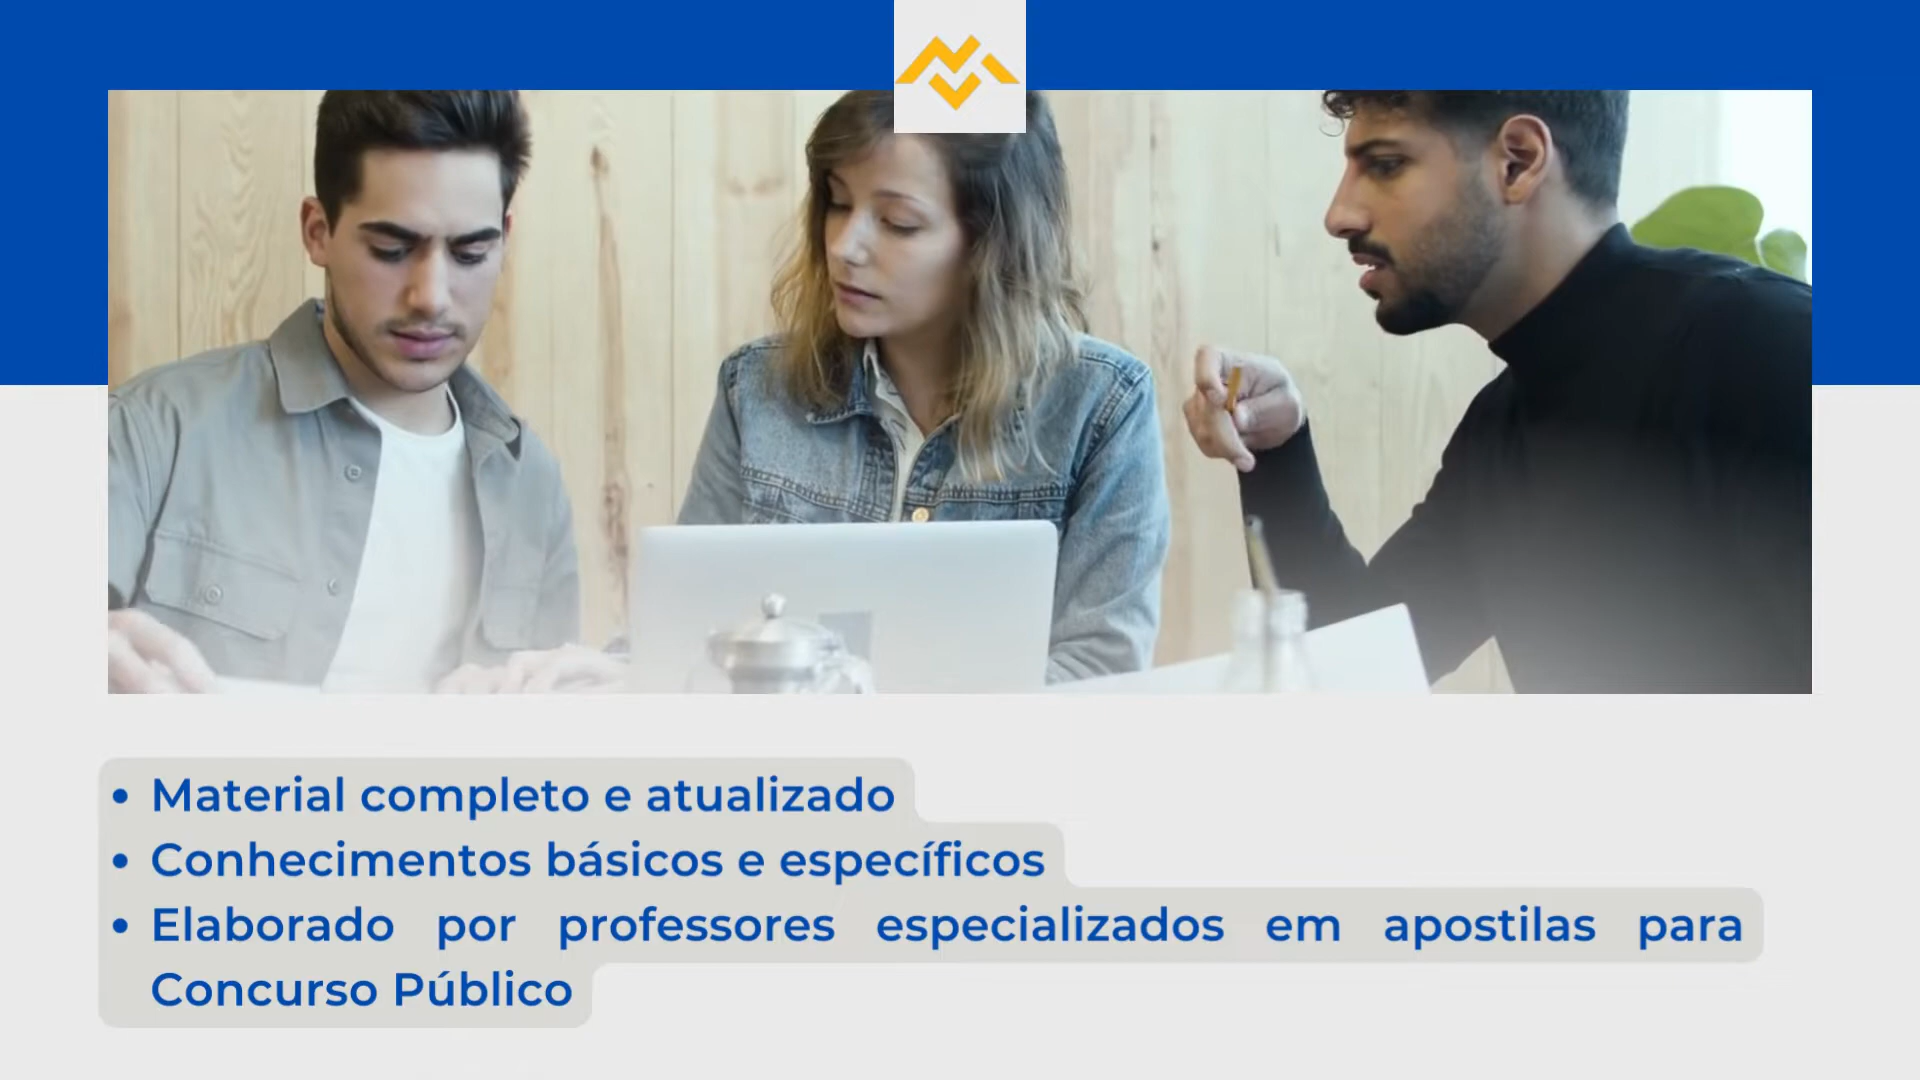 • Material completo e atualizado
• Conhecimentos básicos e específicos
• Elaborado por professores especializados em apostilas para
Concurso Público